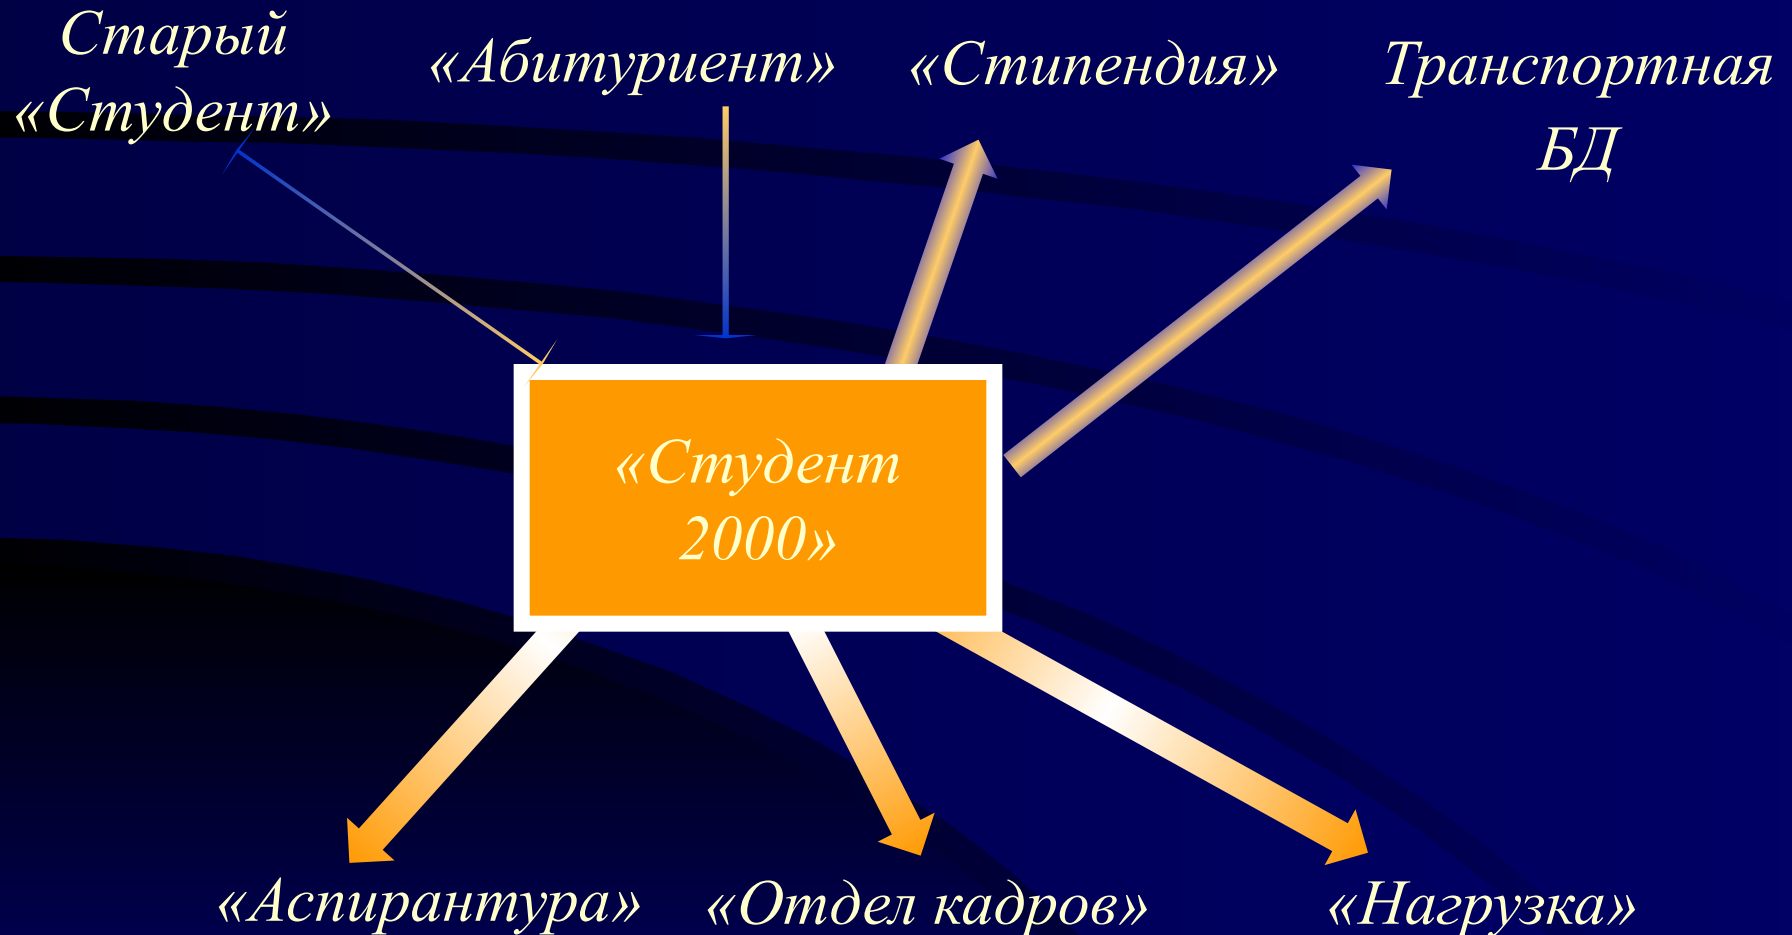 Старый
«Студент»
«Абитуриент»
«Стипендия»
Транспортная
БД
«Студент
2000»
«Аспирантура»
«Отдел кадров»
«Нагрузка»